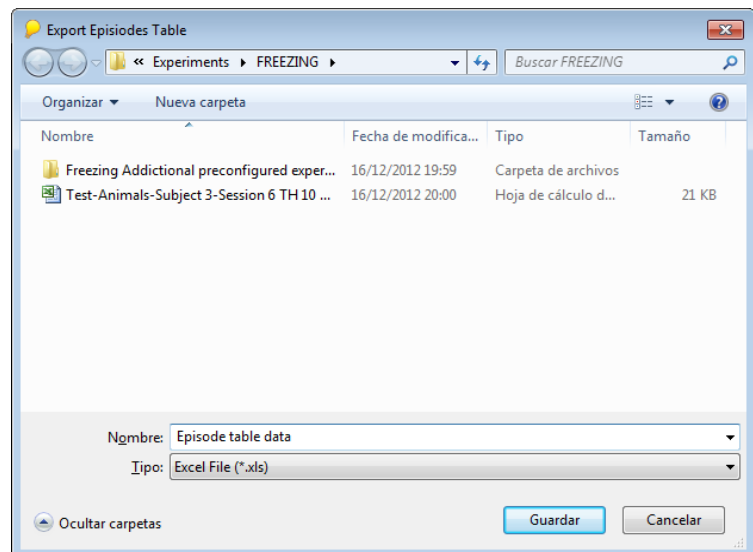 Export Episiodes Table
« Experiments FREEZING Buscar FREEZING
Organizar Nueva carpeta
Nombre Fecha de modifica... Tipo Tamaño
Freezing Addictional preconfigured exper... 16/12/2012 19:59 Carpeta de archivos
Test-Animals-Subject 3-Session 6 TH 10 ... 16/12/2012 20:00 Hoja de cálculo d... 21 KB
Nombre: Episode table data
Tipo: Excel File (*.xls)
Ocultar carpetas Guardar Cancelar